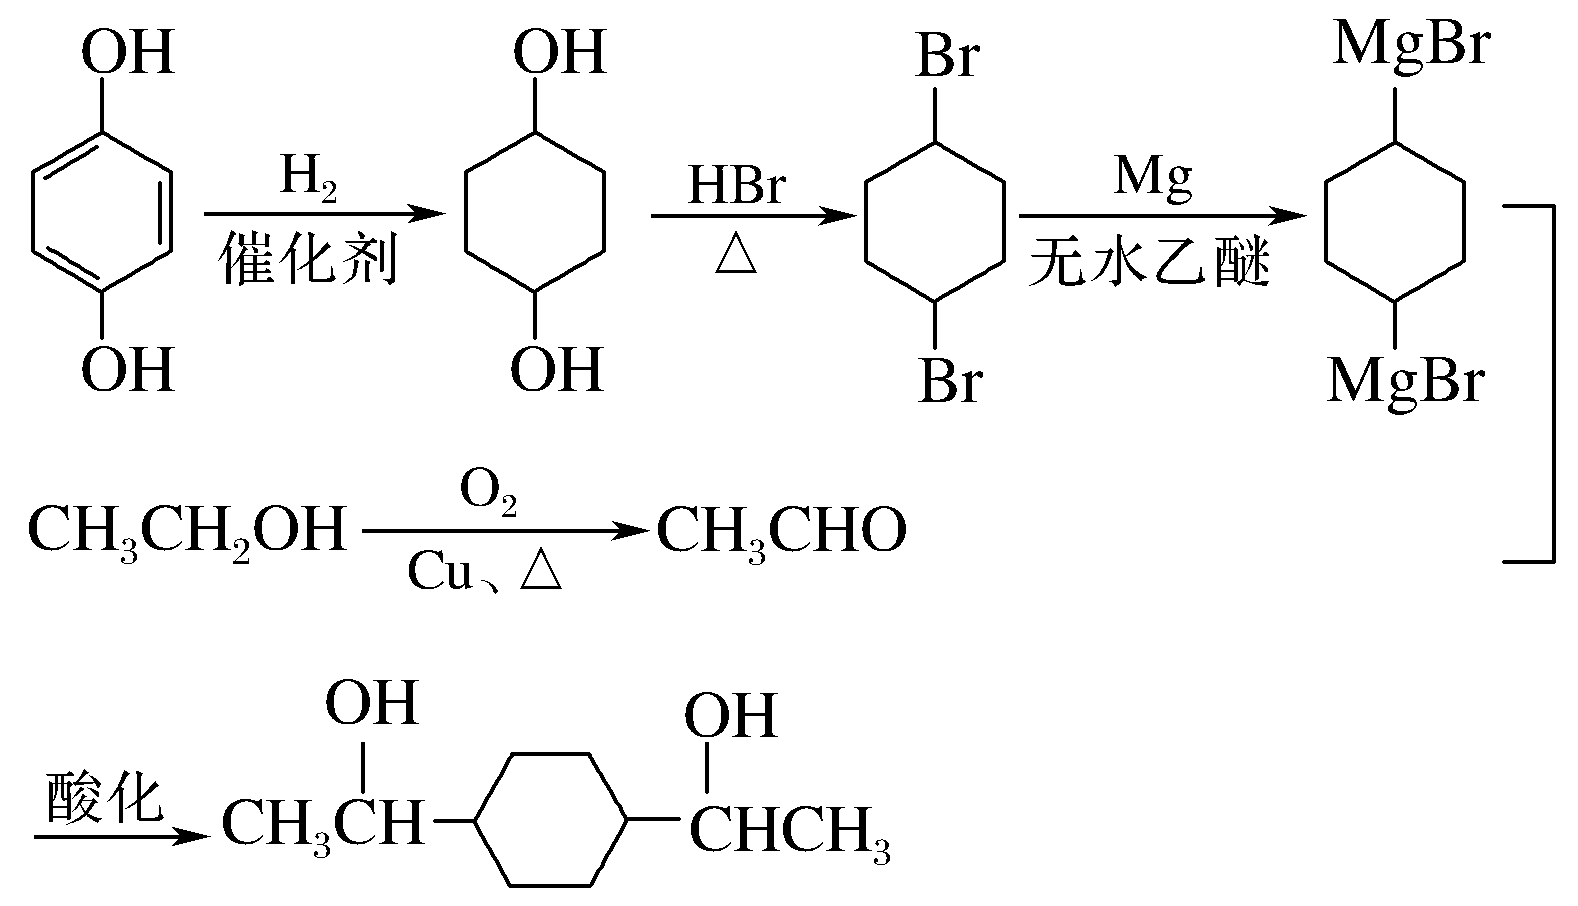 OH OH Br MgBr
H₂ HBr Mg
催化剂 △ 无水乙醚
OH OH Br MgBr
O₂
CH₃CH₂OH CH₃CHO
Cu、△
OH OH
酸化
CH₃CH CHCH₃